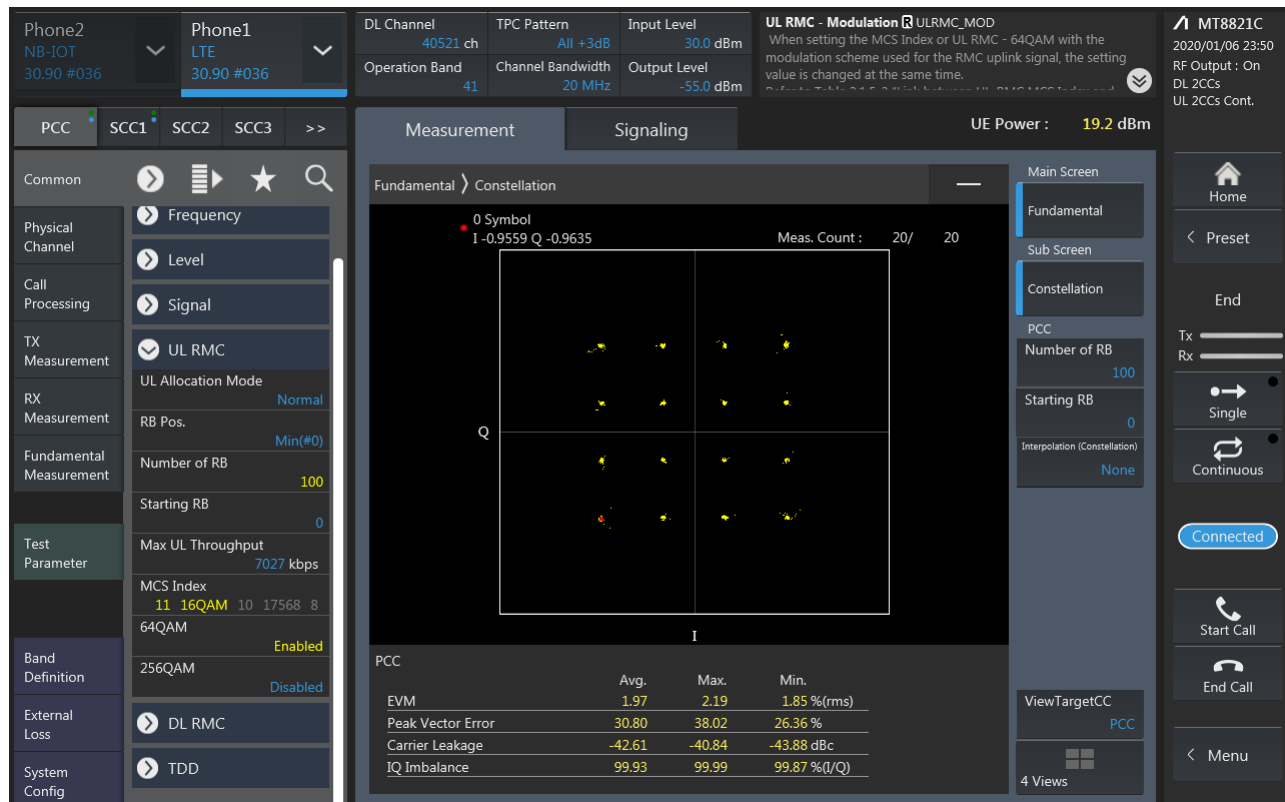 Phone2
NB-IOT
30.90 #036
Phone1
LTE
30.90 #036
DL Channel
40521 ch
Operation Band
41
TPC Pattern
All +3dB
Channel Bandwidth
20 MHz
Input Level
30.0 dBm
Output Level
-55.0 dBm
UL RMC - Modulation R ULRMC_MOD
When setting the MCS Index or UL RMC - 64QAM with the
modulation scheme used for the RMC uplink signal, the setting
value is changed at the same time.
MT8821C
2020/01/06 23:50
RF Output : On
DL 2CCs
UL 2CCs Cont.
PCC SCC1 SCC2 SCC3 >>
Measurement Signaling
UE Power : 19.2 dBm
Common
Physical
Channel
Call
Processing
TX
Measurement
RX
Measurement
Fundamental
Measurement
Test
Parameter
Band
Definition
External
Loss
System
Config
Frequency
Level
Signal
UL RMC
UL Allocation Mode
Normal
RB Pos.
Min(#0)
Number of RB
100
Starting RB
0
Max UL Throughput
7027 kbps
MCS Index
11 16QAM 10 17568 8
64QAM
Enabled
256QAM
Disabled
DL RMC
TDD
Fundamental > Constellation
0 Symbol
I -0.9559 Q -0.9635
Meas. Count : 20/ 20
Q
I
PCC
Avg. Max. Min.
EVM 1.97 2.19 1.85 %(rms)
Peak Vector Error 30.80 38.02 26.36 %
Carrier Leakage -42.61 -40.84 -43.88 dBc
IQ Imbalance 99.93 99.99 99.87 %(I/Q)
Main Screen
Fundamental
Sub Screen
Constellation
PCC
Number of RB
100
Starting RB
0
Interpolation (Constellation)
None
ViewTargetCC
PCC
4 Views
Home
< Preset
End
Tx
Rx
Single
Continuous
Connected
Start Call
End Call
< Menu